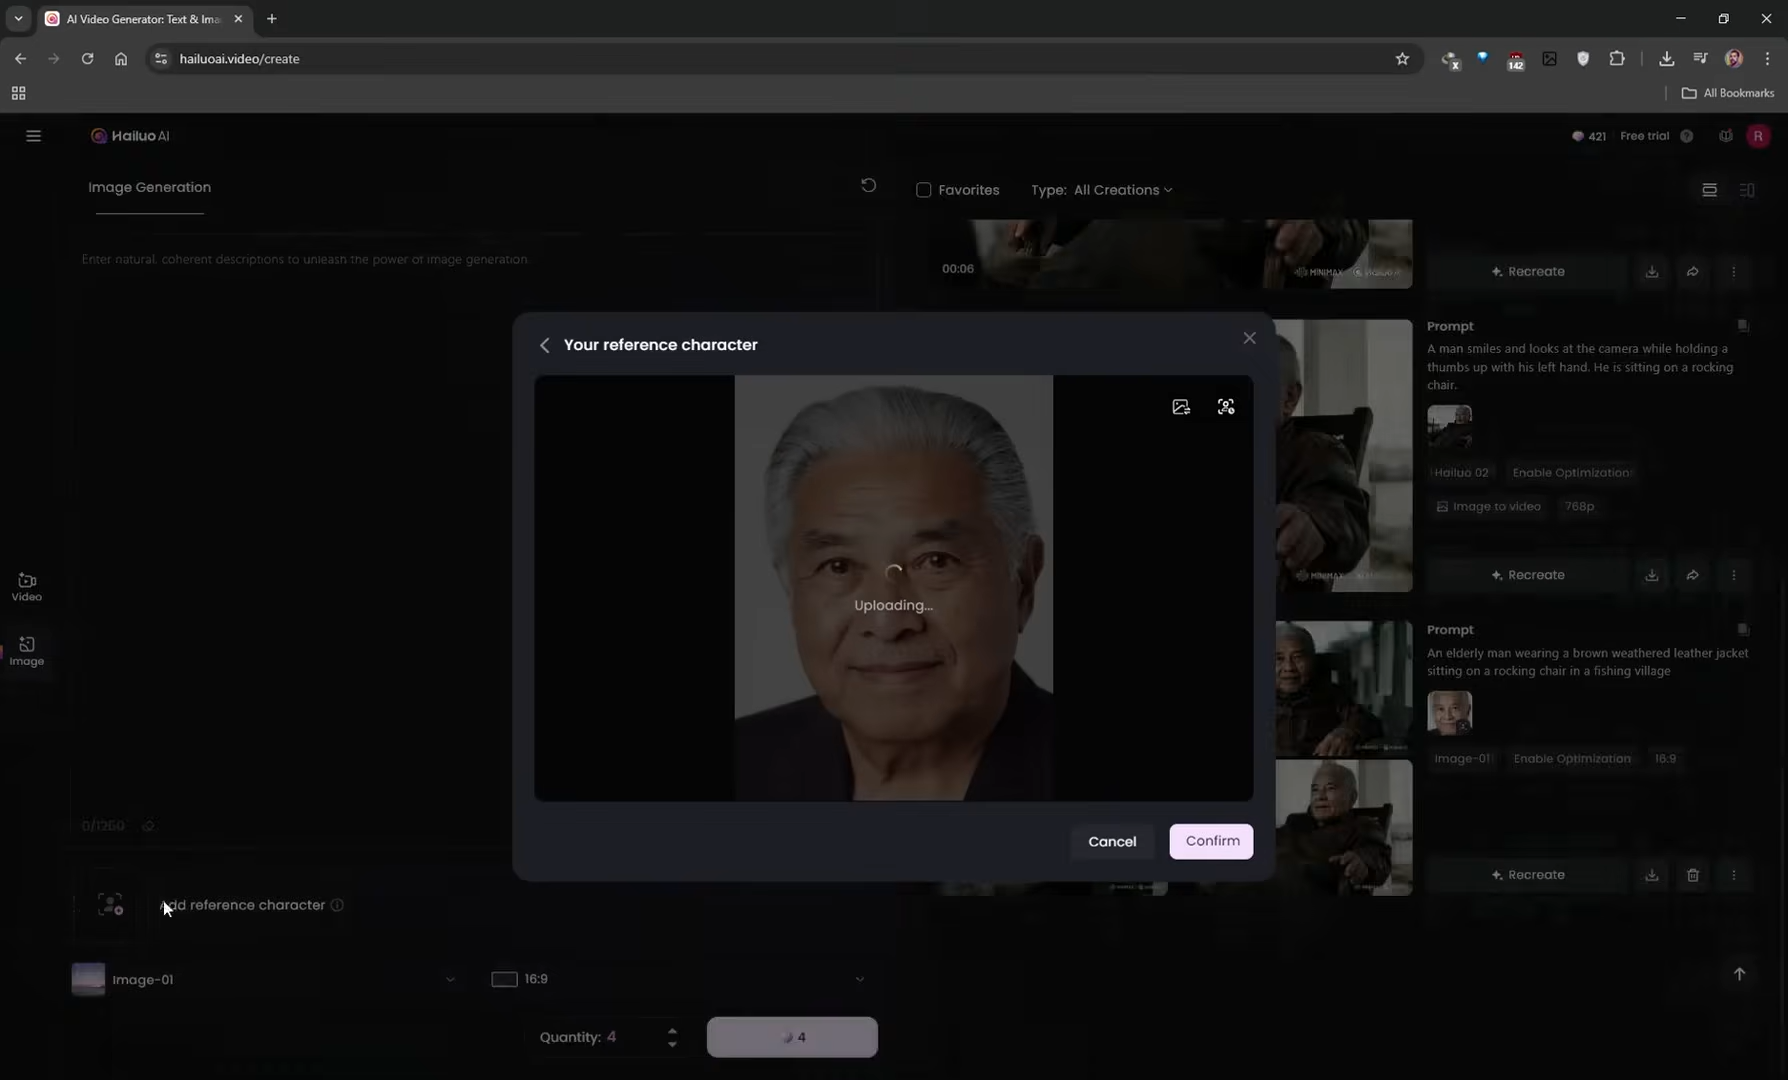 AI Video Generator: Text & Ima
hailuoai.video/create
142
All Bookmarks
Hailuo AI
421
Free trial
R
Image Generation
Favorites
Type: All Creations
Enter natural, coherent descriptions to unleash the power of image generation.
00:06
MINIMAX
Recreate
Your reference character
Prompt
A man smiles and looks at the camera while holding a
thumbs up with his left hand. He is sitting on a rocking
chair.
Hailuo 02
Enable Optimization
Image to video
768p
MINIMAX
Recreate
Video
Uploading...
Image
Prompt
An elderly man wearing a brown weathered leather jacket
sitting on a rocking chair in a fishing village
Image-01
Enable Optimization
16:9
0/1250
Cancel
Confirm
Recreate
Add reference character
Image-01
16:9
Quantity: 4
4